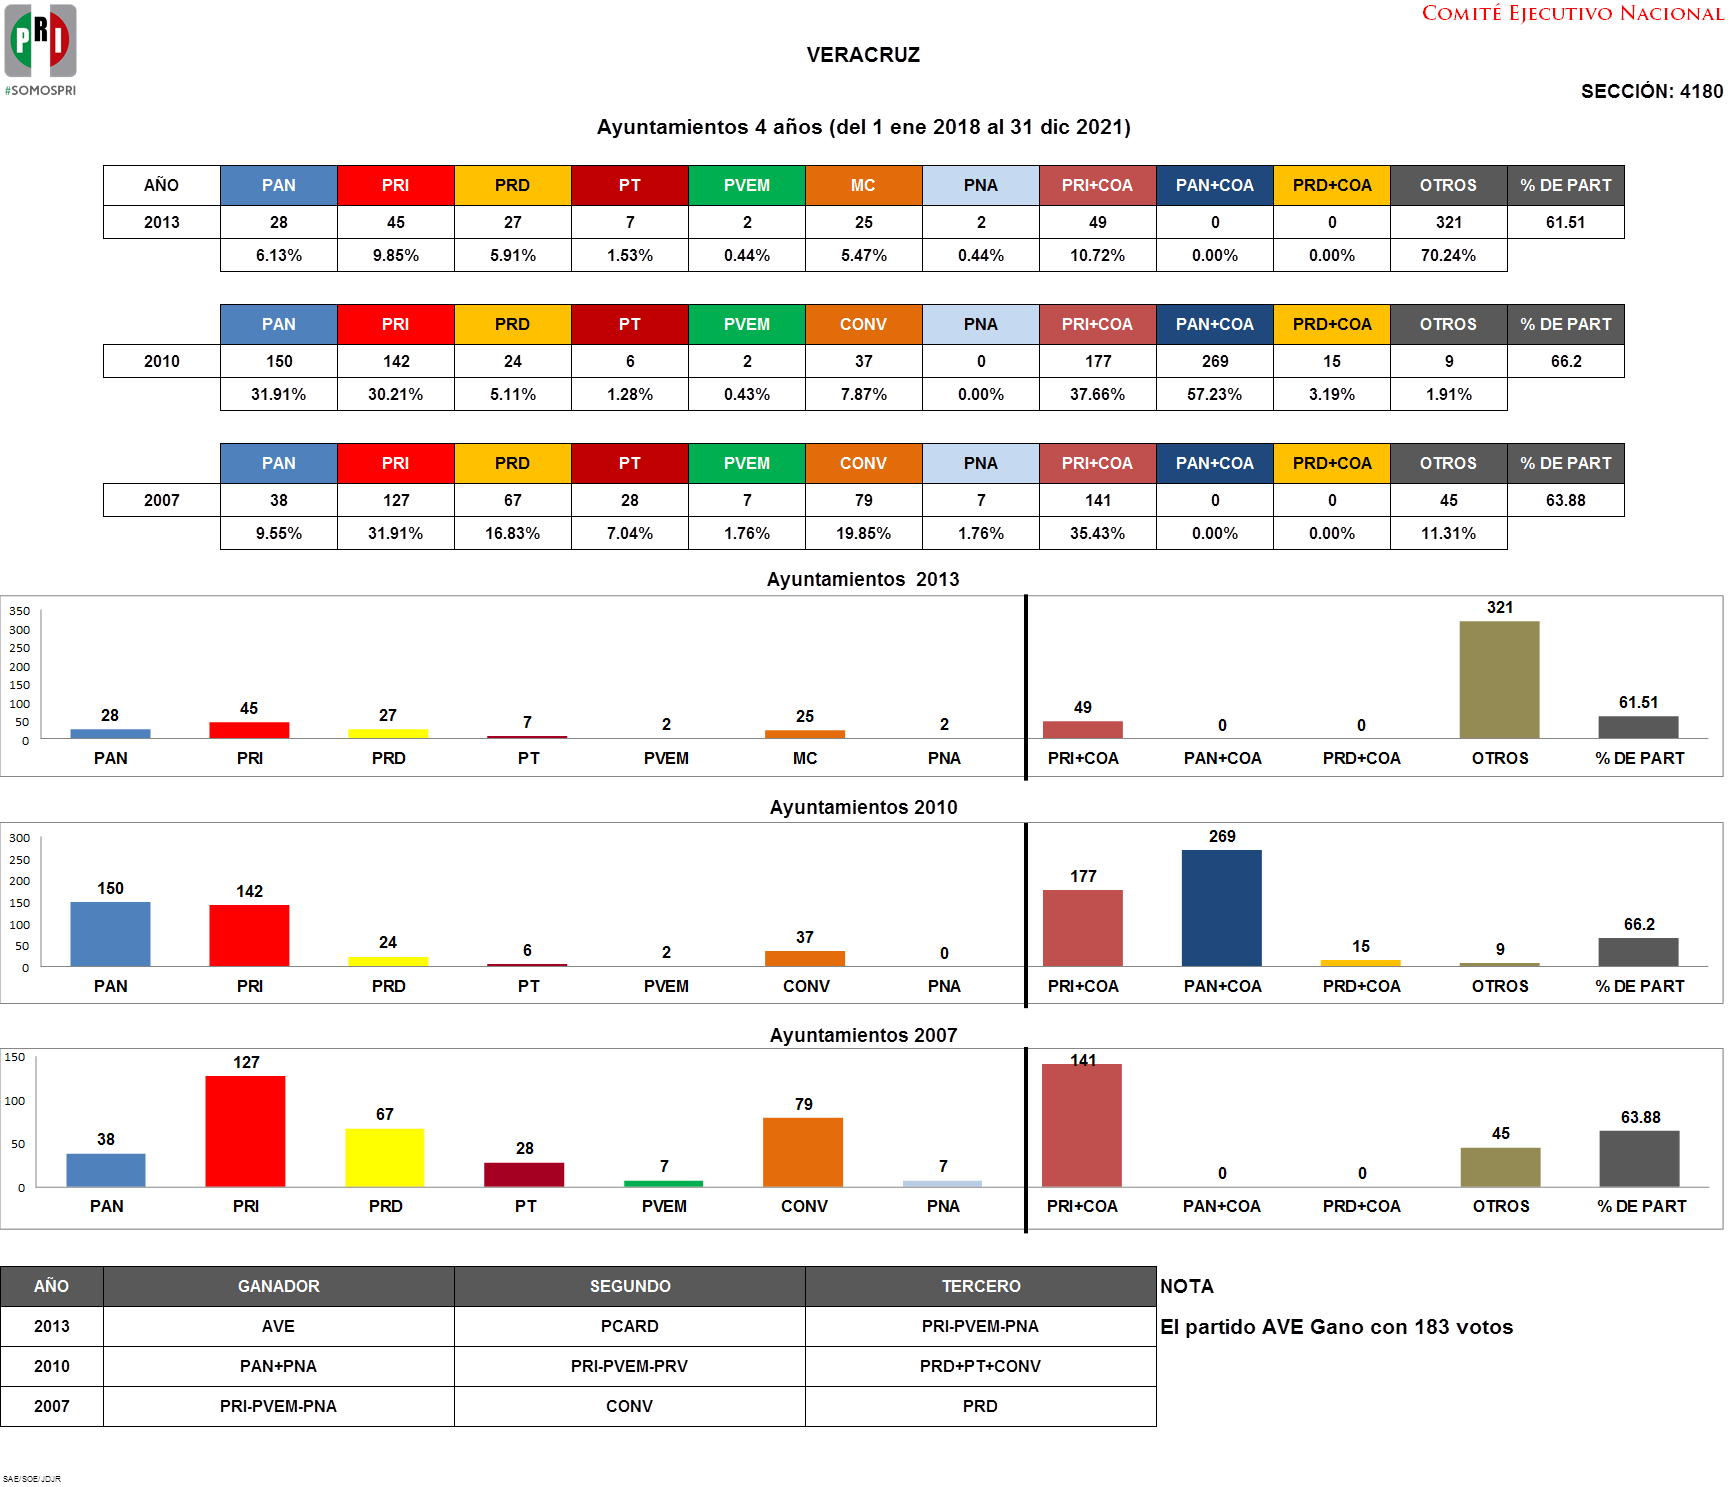 PRI
#SOMOSPRI
COMITÉ EJECUTIVO NACIONAL
VERACRUZ
SECCIÓN: 4180
Ayuntamientos 4 años (del 1 ene 2018 al 31 dic 2021)
AÑO PAN PRI PRD PT PVEM MC PNA PRI+COA PAN+COA PRD+COA OTROS % DE PART
2013 28 45 27 7 2 25 2 49 0 0 321 61.51
6.13% 9.85% 5.91% 1.53% 0.44% 5.47% 0.44% 10.72% 0.00% 0.00% 70.24%
PAN PRI PRD PT PVEM CONV PNA PRI+COA PAN+COA PRD+COA OTROS % DE PART
2010 150 142 24 6 2 37 0 177 269 15 9 66.2
31.91% 30.21% 5.11% 1.28% 0.43% 7.87% 0.00% 37.66% 57.23% 3.19% 1.91%
PAN PRI PRD PT PVEM CONV PNA PRI+COA PAN+COA PRD+COA OTROS % DE PART
2007 38 127 67 28 7 79 7 141 0 0 45 63.88
9.55% 31.91% 16.83% 7.04% 1.76% 19.85% 1.76% 35.43% 0.00% 0.00% 11.31%
Ayuntamientos 2013
350
300
250
200
150
100
50
0
28 45 27 7 2 25 2 49 0 0 321 61.51
PAN PRI PRD PT PVEM MC PNA PRI+COA PAN+COA PRD+COA OTROS % DE PART
Ayuntamientos 2010
300
250
200
150
100
50
0
150 142 24 6 2 37 0 177 269 15 9 66.2
PAN PRI PRD PT PVEM CONV PNA PRI+COA PAN+COA PRD+COA OTROS % DE PART
Ayuntamientos 2007
150
100
50
0
38 127 67 28 7 79 7 141 0 0 45 63.88
PAN PRI PRD PT PVEM CONV PNA PRI+COA PAN+COA PRD+COA OTROS % DE PART
AÑO GANADOR SEGUNDO TERCERO NOTA
2013 AVE PCARD PRI-PVEM-PNA El partido AVE Gano con 183 votos
2010 PAN+PNA PRI-PVEM-PRV PRD+PT+CONV
2007 PRI-PVEM-PNA CONV PRD
SAE/SOE/JDJR